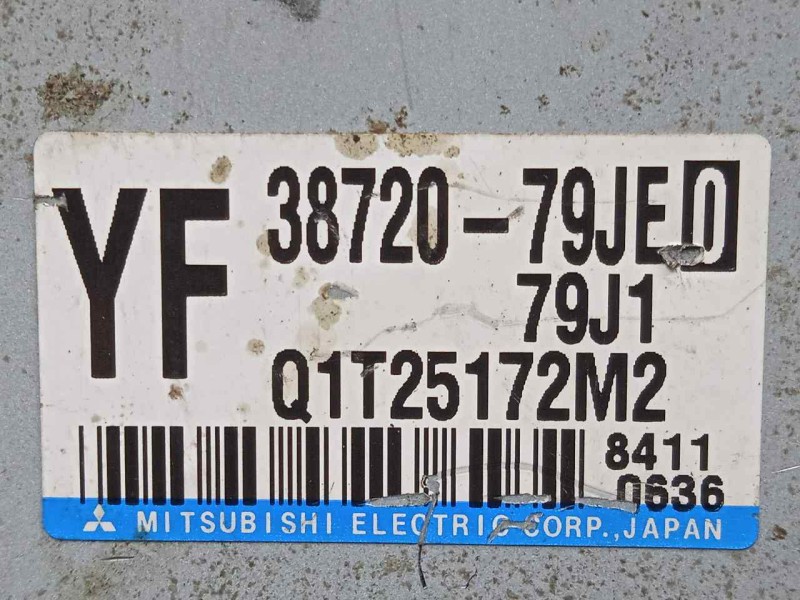 YF
38720-79JE0
79J1
Q1T25172M2
8411
0636
MITSUBISHI ELECTRIC CORP., JAPAN